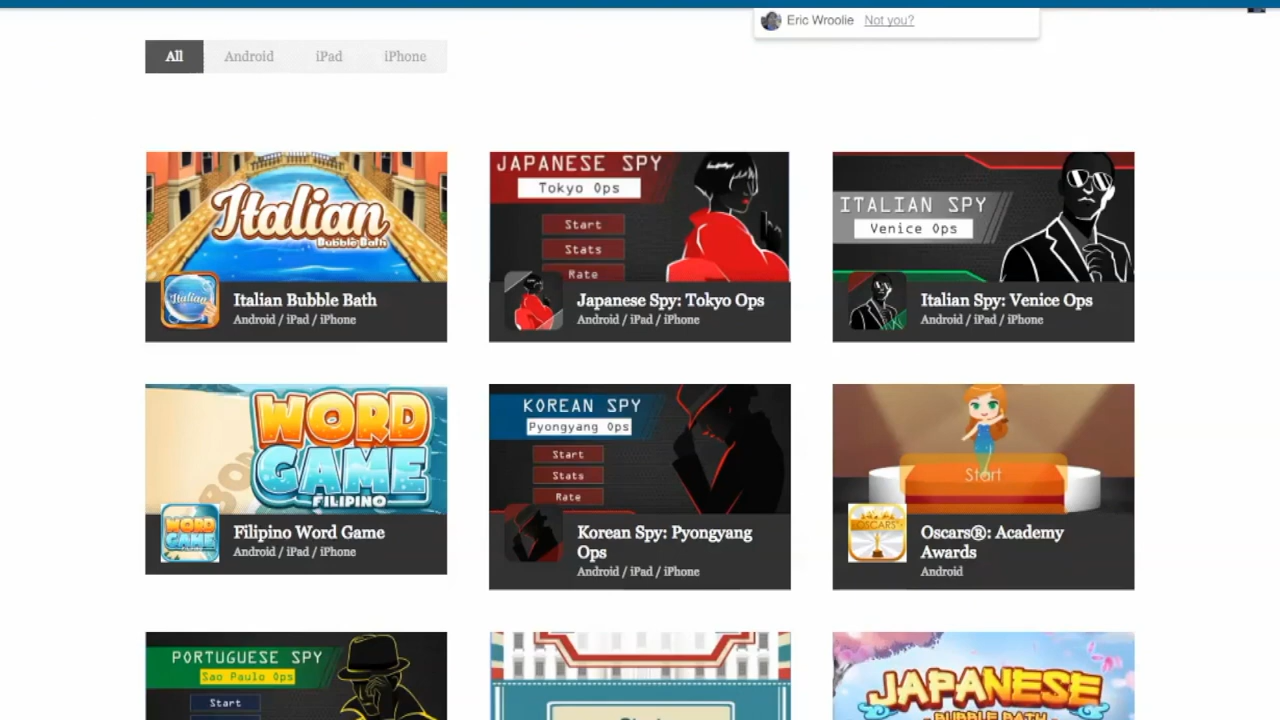 Eric Wroolie Not you?
All Android iPad iPhone
Italian
Bubble Bath
Italian
Italian Bubble Bath
Android / iPad / iPhone
JAPANESE SPY
Tokyo Ops
Start
Stats
Rate
Japanese Spy: Tokyo Ops
Android / iPad / iPhone
ITALIAN SPY
Venice Ops
Italian Spy: Venice Ops
Android / iPad / iPhone
WORD
GAME
FILIPINO
WORD
GAME
Filipino Word Game
Android / iPad / iPhone
KOREAN SPY
Pyongyang Ops
Start
Stats
Rate
Korean Spy: Pyongyang
Ops
Android / iPad / iPhone
Start
OSCARS
Oscars®: Academy
Awards
Android
PORTUGUESE SPY
Sao Paulo Ops
Start
JAPANESE
BUBBLE BATH